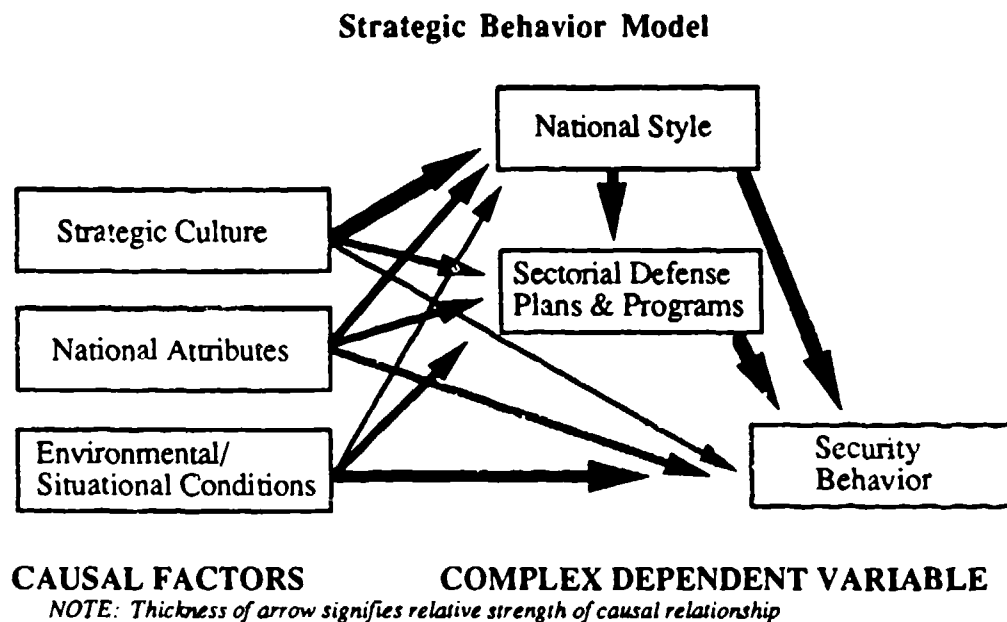 Strategic Behavior Model
National Style
Strategic Culture
Sectorial Defense
Plans & Programs
National Attributes
Environmental/
Situational Conditions
Security
Behavior
CAUSAL FACTORS
COMPLEX DEPENDENT VARIABLE
NOTE: Thickness of arrow signifies relative strength of causal relationship